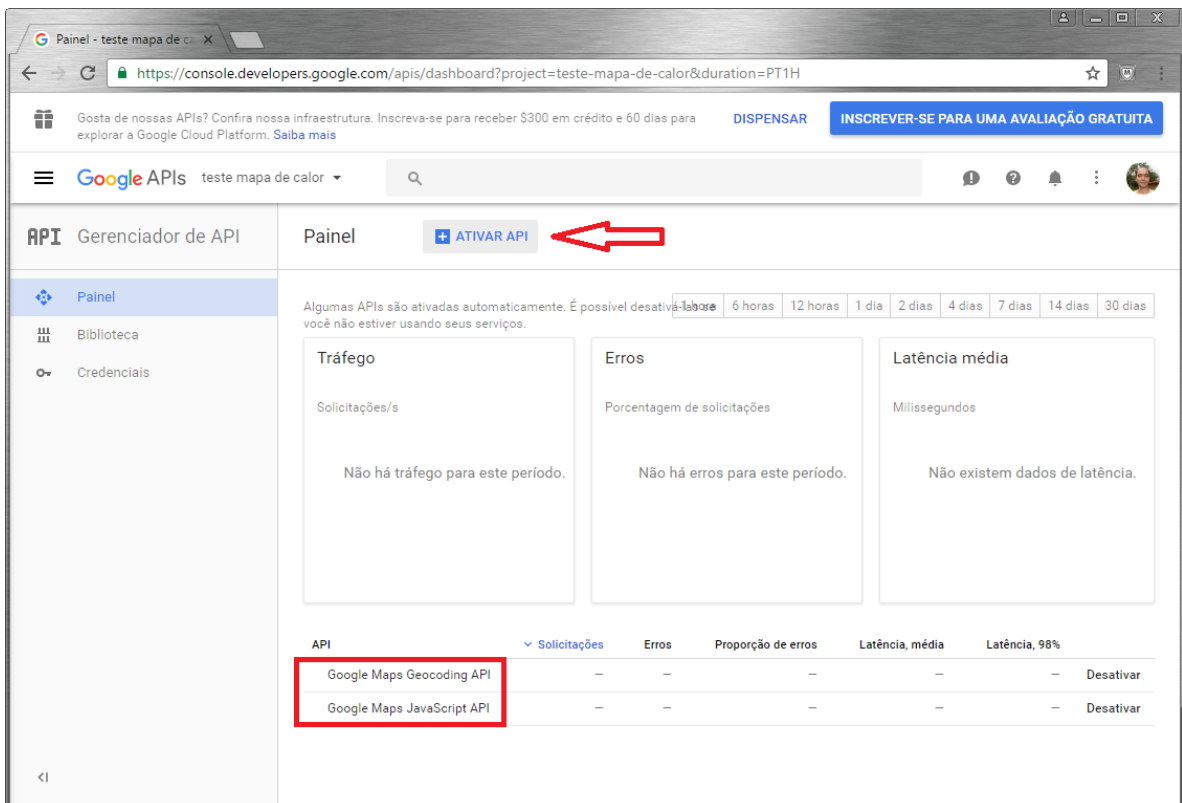 Painel - teste mapa de ca
https://console.developers.google.com/apis/dashboard?project=teste-mapa-de-calor&duration=PT1H
Gosta de nossas APIs? Confira nossa infraestrutura. Inscreva-se para receber $300 em crédito e 60 dias para
explorar a Google Cloud Platform. Saiba mais
DISPENSAR
INSCREVER-SE PARA UMA AVALIAÇÃO GRATUITA
Google APIs teste mapa de calor
API Gerenciador de API
Painel
ATIVAR API
Painel
Biblioteca
Credenciais
Algumas APIs são ativadas automaticamente. É possível desativá-las se
você não estiver usando seus serviços.
1 hora 6 horas 12 horas 1 dia 2 dias 4 dias 7 dias 14 dias 30 dias
Tráfego
Solicitações/s
Não há tráfego para este período.
Erros
Porcentagem de solicitações
Não há erros para este período.
Latência média
Milissegundos
Não existem dados de latência.
API Solicitações Erros Proporção de erros Latência, média Latência, 98%
Google Maps Geocoding API – – – – – Desativar
Google Maps JavaScript API – – – – – Desativar